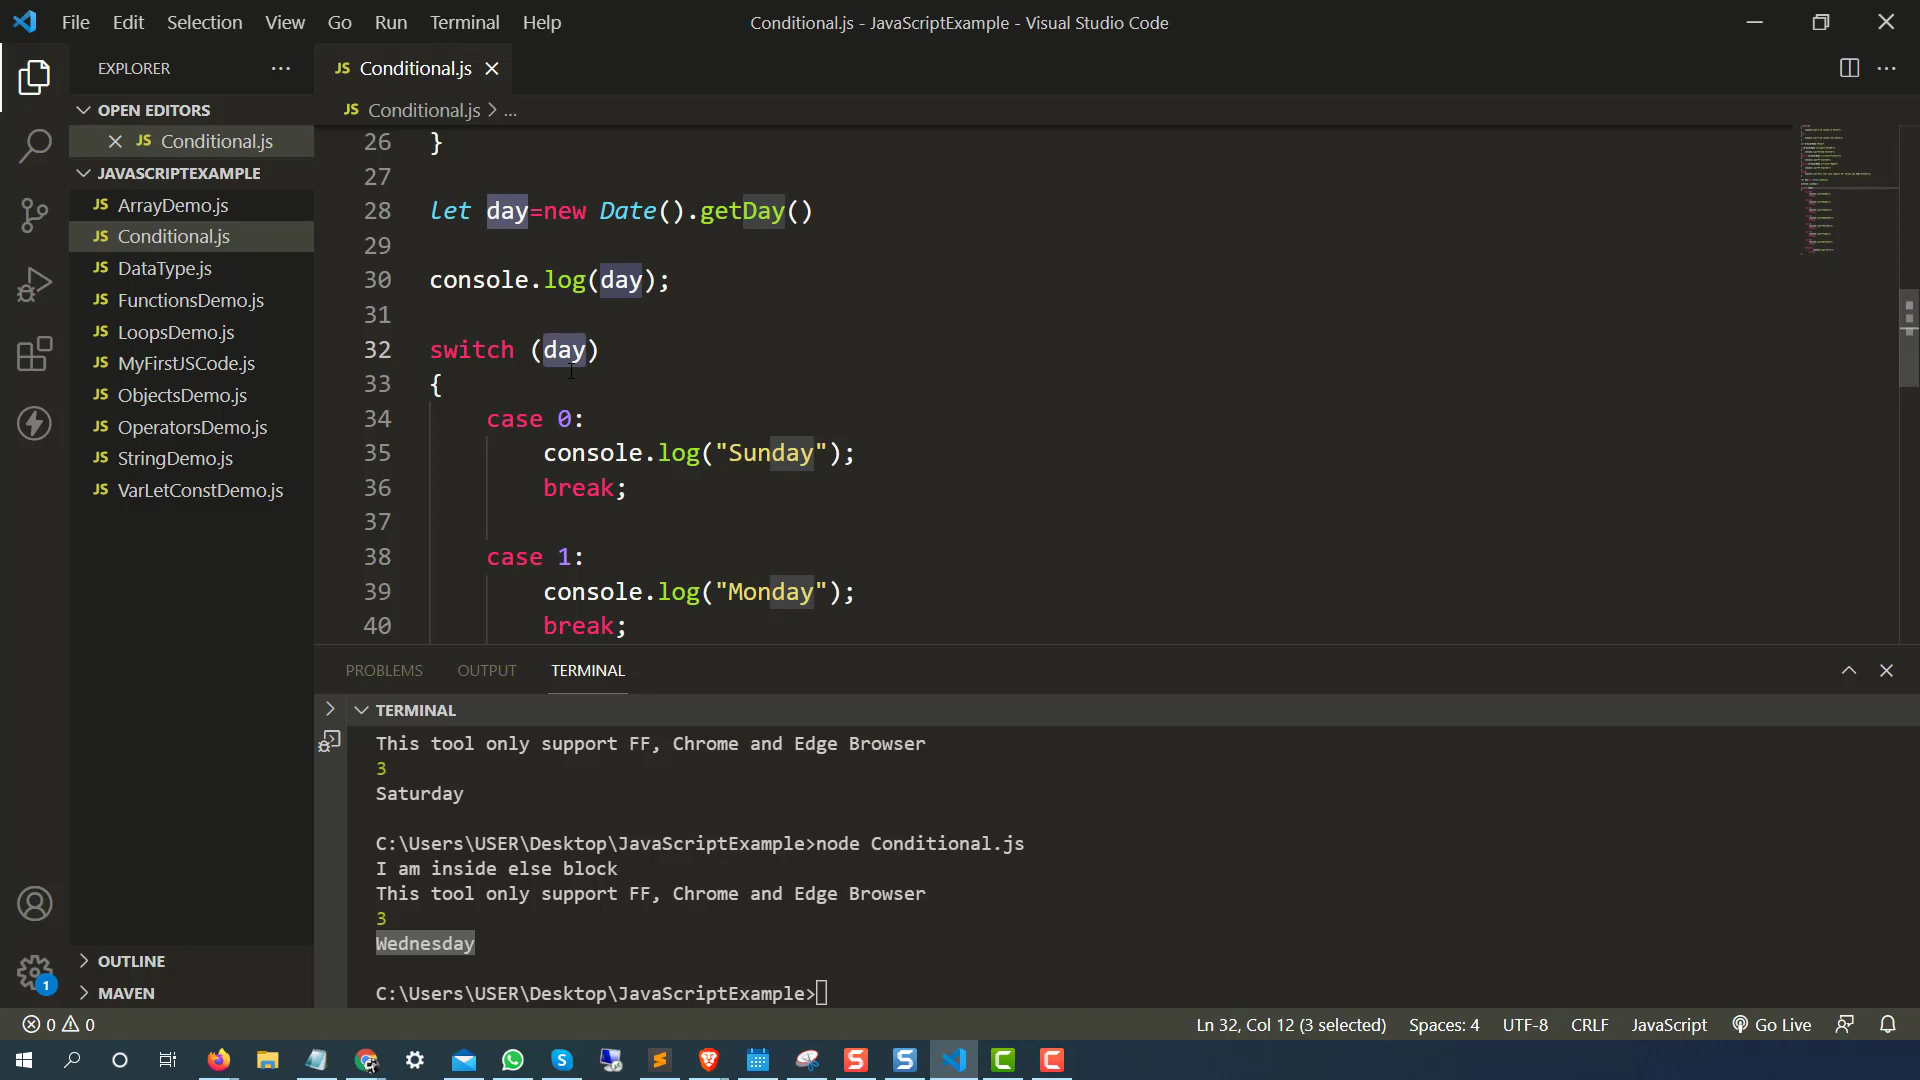 File Edit Selection View Go Run Terminal Help
Conditional.js - JavaScriptExample - Visual Studio Code
EXPLORER
JS Conditional.js
OPEN EDITORS
JS Conditional.js > ...
JS Conditional.js
JAVASCRIPTEXAMPLE
JS ArrayDemo.js
JS Conditional.js
JS DataType.js
JS FunctionsDemo.js
JS LoopsDemo.js
JS MyFirstJSCode.js
JS ObjectsDemo.js
JS OperatorsDemo.js
JS StringDemo.js
JS VarLetConstDemo.js
OUTLINE
MAVEN
26 }
27
28 let day=new Date().getDay()
29
30 console.log(day);
31
32 switch (day)
33 {
34 case 0:
35 console.log("Sunday");
36 break;
37
38 case 1:
39 console.log("Monday");
40 break;
PROBLEMS OUTPUT TERMINAL
TERMINAL
This tool only support FF, Chrome and Edge Browser
3
Saturday
C:\Users\USER\Desktop\JavaScriptExample>node Conditional.js
I am inside else block
This tool only support FF, Chrome and Edge Browser
3
Wednesday
C:\Users\USER\Desktop\JavaScriptExample>
1
0 0
Ln 32, Col 12 (3 selected) Spaces: 4 UTF-8 CRLF JavaScript Go Live